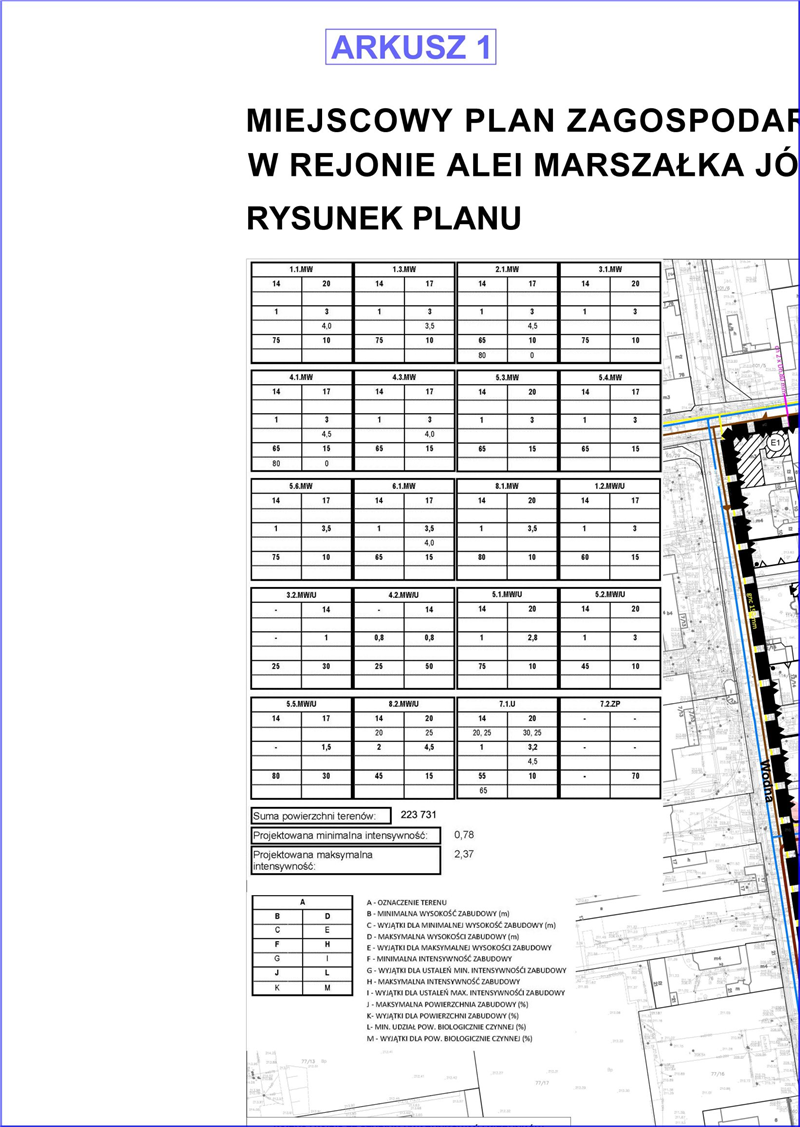 ARKUSZ 1
MIEJSCOWY PLAN ZAGOSPODAR
W REJONIE ALEI MARSZAŁKA JÓ
RYSUNEK PLANU
1.1.MW 1.3.MW 2.1.MW 3.1.MW
14 20 14 17 14 17 14 20
1 3 1 3 1 3 1 3
4,0 3,5 4,5
75 10 75 10 65 10 75 10
80 0
4.1.MW 4.3.MW 5.3.MW 5.4.MW
14 17 14 17 14 20 14 17
1 3 1 3 1 3 1 3
4,5 4,0
65 15 65 15 65 15 65 15
80 0
5.6.MW 6.1.MW 8.1.MW 1.2.MW/U
14 17 14 17 14 20 14 17
1 3,5 1 3,5 1 3,5 1 3
4,0
75 10 65 15 80 10 60 15
3.2.MW/U 4.2.MW/U 5.1.MW/U 5.2.MW/U
- 14 - 14 14 20 14 20
- 1 0,8 0,8 1 2,8 1 3
25 30 25 50 75 10 45 10
5.5.MW/U 8.2.MW/U 7.1.U 7.2.ZP
14 17 14 20 14 20 - -
20 25 20, 25 30, 25
- 1,5 2 4,5 1 3,2 - -
4,5
80 30 45 15 55 10 - 70
65
Suma powierzchni terenów: 223 731
Projektowana minimalna intensywność: 0,78
Projektowana maksymalna 2,37
intensywność:
A
B D
C E
F H
G I
J L
K M
A - OZNACZENIE TERENU
B - MINIMALNA WYSOKOŚĆ ZABUDOWY (m)
C - WYJĄTKI DLA MINIMALNEJ WYSOKOŚĆ ZABUDOWY (m)
D - MAKSYMALNA WYSOKOŚCI ZABUDOWY (m)
E - WYJĄTKI DLA MAKSYMALNEJ WYSOKOŚCI ZABUDOWY
F - MINIMALNA INTENSYWNOŚĆ ZABUDOWY
G - WYJĄTKI DLA USTALEŃ MIN. INTENSYWNOŚĆI ZABUDOWY
H - MAKSYMALNA INTENSYWNOŚĆ ZABUDOWY
I - WYJĄTKI DLA USTALEŃ MAX. INTENSYWNOŚĆI ZABUDOWY
J - MAKSYMALNA POWIERZCHNIA ZABUDOWY (%)
K- WYJĄTKI DLA POWIERZCHNI ZABUDOWY (%)
L- MIN. UDZIAŁ POW. BIOLOGICZNIE CZYNNEJ (%)
M - WYJĄTKI DLA POW. BIOLOGICZNIE CZYNNEJ (%)
E1
Wodna
77/13
77/17
77/16